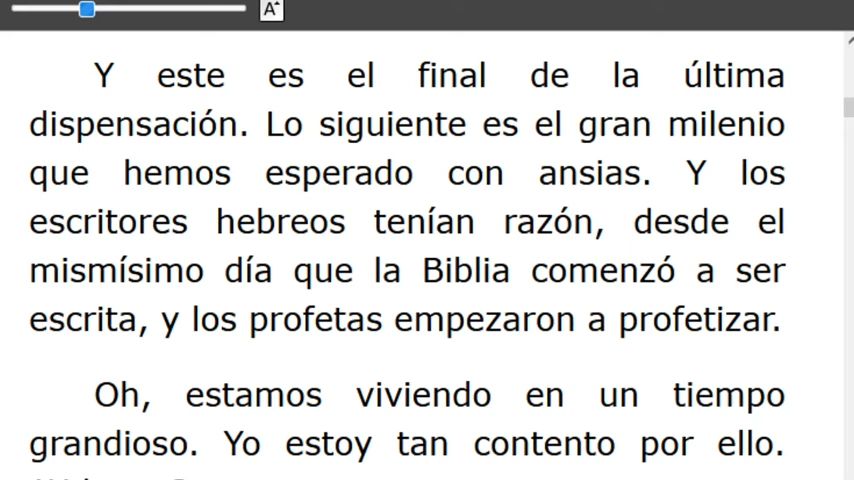 A
Y este es el final de la última
dispensación. Lo siguiente es el gran milenio
que hemos esperado con ansias. Y los
escritores hebreos tenían razón, desde el
mismísimo día que la Biblia comenzó a ser
escrita, y los profetas empezaron a profetizar.
Oh, estamos viviendo en un tiempo
grandioso. Yo estoy tan contento por ello.